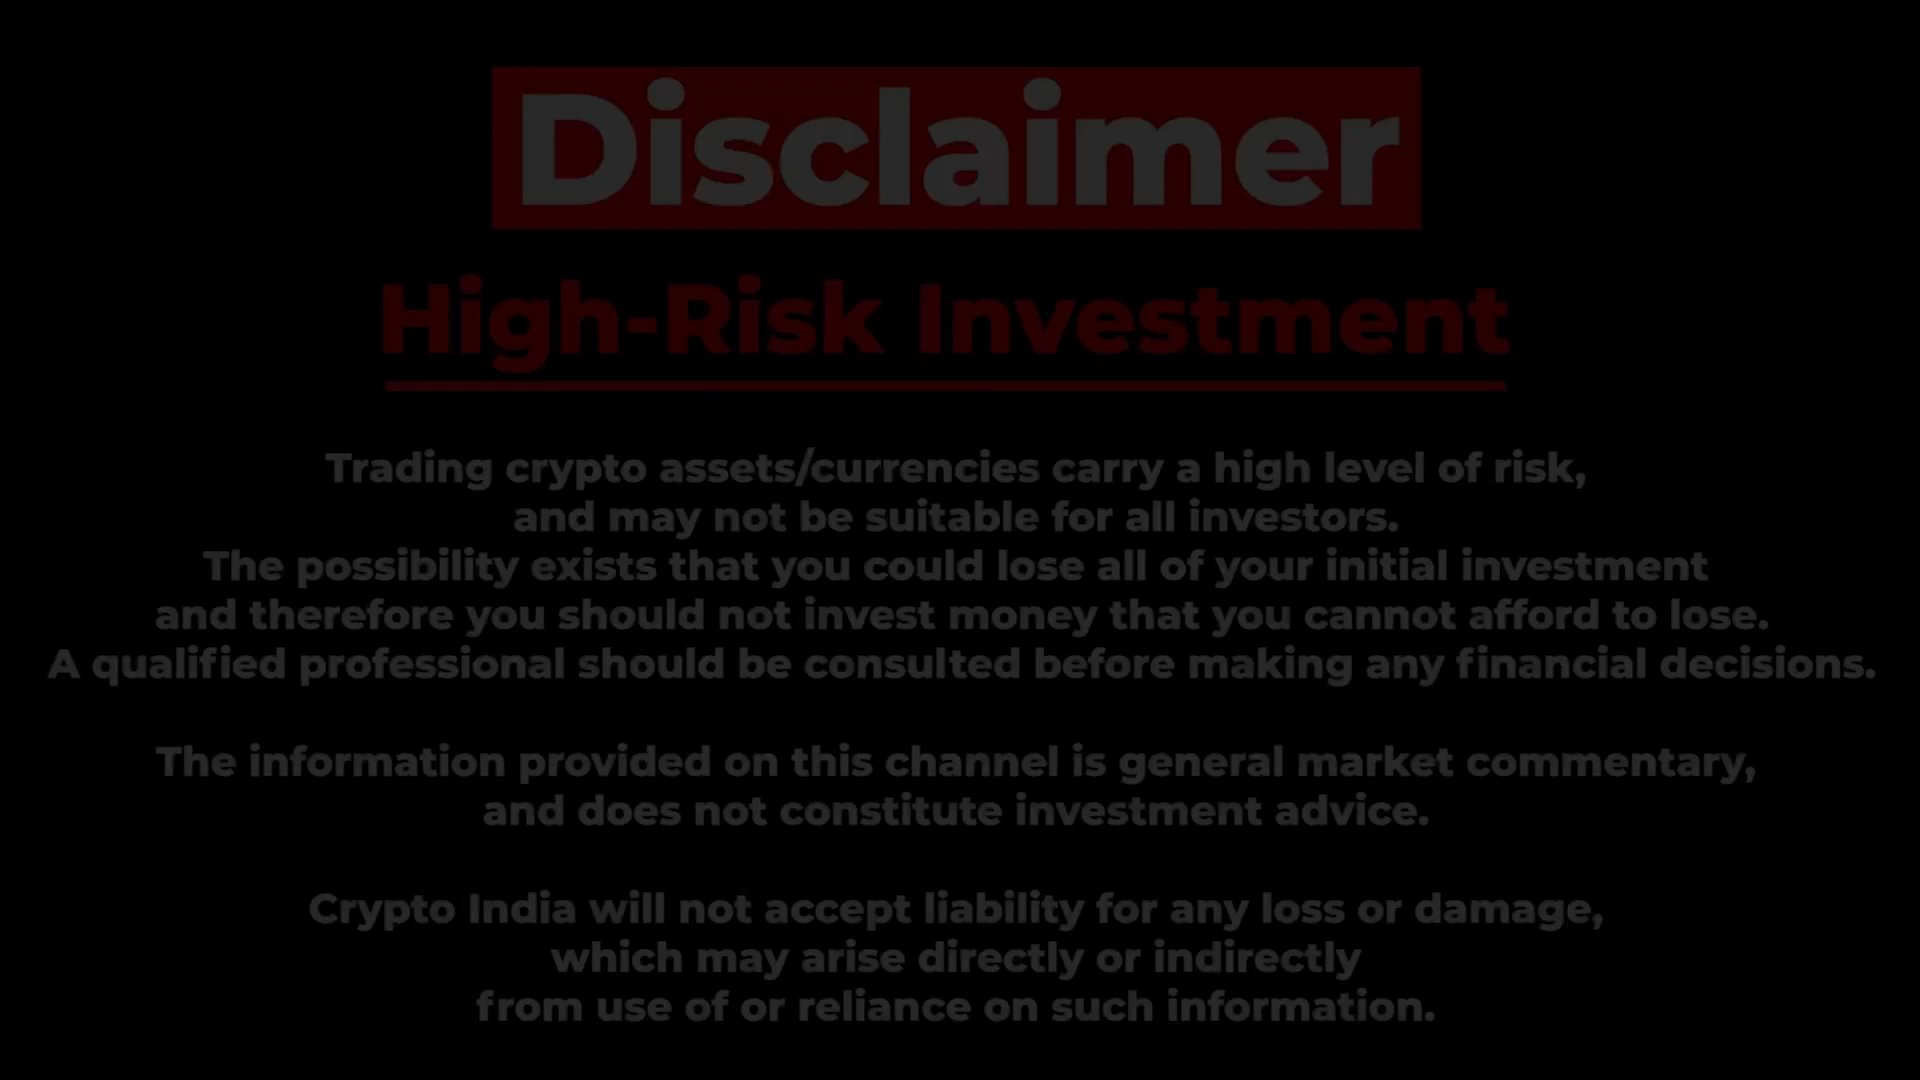 Disclaimer
High-Risk Investment
Trading crypto assets/currencies carry a high level of risk,
and may not be suitable for all investors.
The possibility exists that you could lose all of your initial investment
and therefore you should not invest money that you cannot afford to lose.
A qualified professional should be consulted before making any financial decisions.
The information provided on this channel is general market commentary,
and does not constitute investment advice.
Crypto India will not accept liability for any loss or damage,
which may arise directly or indirectly
from use of or reliance on such information.